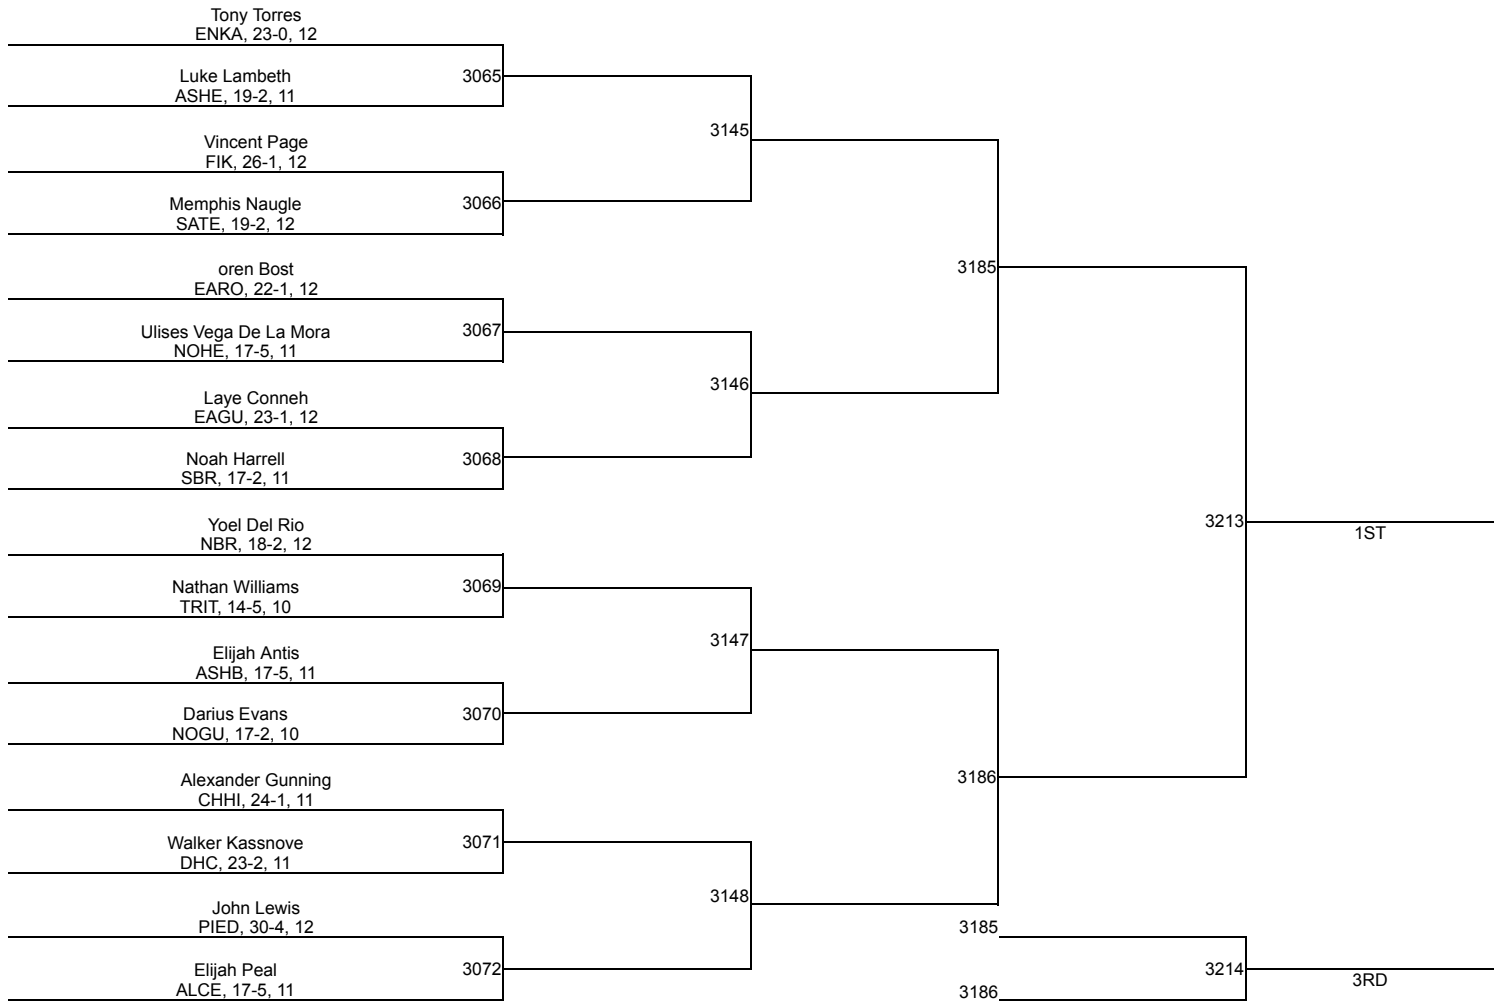 Tony Torres
ENKA, 23-0, 12
Luke Lambeth
ASHE, 19-2, 11
3065
3145
Vincent Page
FIK, 26-1, 12
Memphis Naugle
SATE, 19-2, 12
3066
3185
oren Bost
EARO, 22-1, 12
Ulises Vega De La Mora
NOHE, 17-5, 11
3067
3146
Laye Conneh
EAGU, 23-1, 12
Noah Harrell
SBR, 17-2, 11
3068
3213
1ST
Yoel Del Rio
NBR, 18-2, 12
Nathan Williams
TRIT, 14-5, 10
3069
3147
Elijah Antis
ASHB, 17-5, 11
Darius Evans
NOGU, 17-2, 10
3070
3186
Alexander Gunning
CHHI, 24-1, 11
Walker Kassnove
DHC, 23-2, 11
3071
3148
John Lewis
PIED, 30-4, 12
3185
Elijah Peal
ALCE, 17-5, 11
3072
3214
3RD
3186